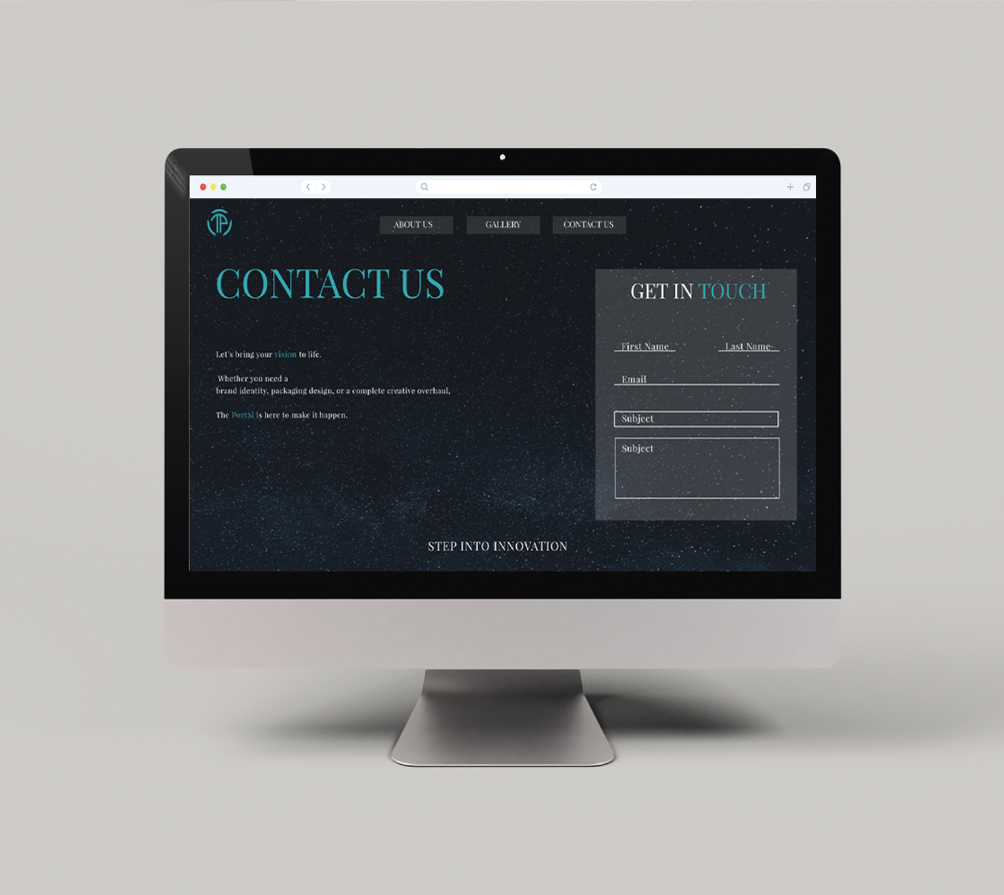 TP
ABOUT US
GALLERY
CONTACT US
CONTACT US
Let's bring your vision to life.
Whether you need a
brand identity, packaging design, or a complete creative overhaul,
The Portal is here to make it happen.
GET IN TOUCH
First Name
Last Name
Email
Subject
Subject
STEP INTO INNOVATION